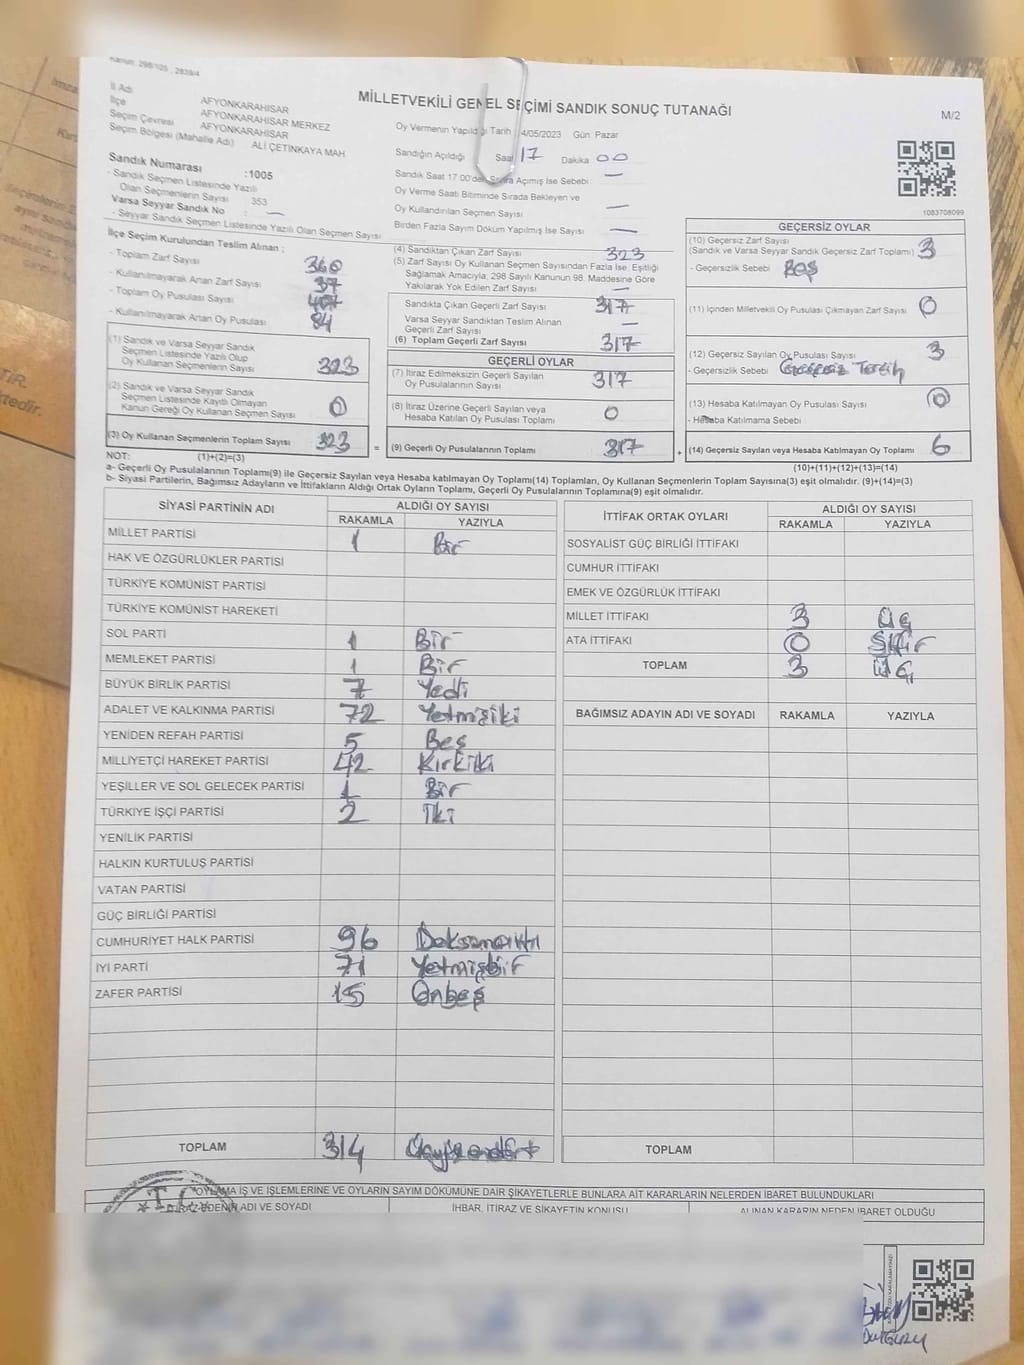 Kanun: 298/105 , 2839/4
MİLLETVEKİLİ GENEL SEÇİMİ SANDIK SONUÇ TUTANAĞI
M/2
İl Adı AFYONKARAHİSAR
İlçe AFYONKARAHİSAR MERKEZ
Seçim Çevresi AFYONKARAHİSAR
Seçim Bölgesi (Mahalle Adı) ALİ ÇETİNKAYA MAH
Sandık Numarası :1005
- Sandık Seçmen Listesinde Yazılı
Olan Seçmenlerin Sayısı 353
Varsa Seyyar Sandık No : —
- Seyyar Sandık Seçmen Listesinde Yazılı Olan Seçmen Sayısı
Oy Vermenin Yapıldığı Tarih 4/05/2023 Gün: Pazar
Sandığın Açıldığı Saat 17 Dakika 00
Sandık Saat 17:00'den Sonra Açımış İse Sebebi: —
Oy Verme Saati Bitiminde Sırada Bekleyen ve
Oy Kullandırılan Seçmen Sayısı —
Birden Fazla Sayım Döküm Yapılmış İse Sayısı —
1083708099
İlçe Seçim Kurulundan Teslim Alınan ;
- Toplam Zarf Sayısı 360
- Kullanılmayarak Artan Zarf Sayısı 37
- Toplam Oy Pusulası Sayısı
- Kullanılmayarak Artan Oy Pusulası 84
(1) Sandık ve Varsa Seyyar Sandık
Seçmen Listesinde Yazılı Olup
Oy Kullanan Seçmenlerin Sayısı 323
(2) Sandık ve Varsa Seyyar Sandık
Seçmen Listesinde Kayıtlı Olmayan
Kanun Gereği Oy Kullanan Seçmen Sayısı 0
(3) Oy Kullanan Seçmenlerin Toplam Sayısı 323
(1)+(2)=(3)
(4) Sandıktan Çıkan Zarf Sayısı 323
(5) Zarf Sayısı Oy Kullanan Seçmen Sayısından Fazla İse, Eşitliği
Sağlamak Amacıyla, 298 Sayılı Kanunun 98. Maddesine Göre
Yakılarak Yok Edilen Zarf Sayısı —
Sandıkta Çıkan Geçerli Zarf Sayısı 317
Varsa Seyyar Sandıktan Teslim Alınan
Geçerli Zarf Sayısı —
(6) Toplam Geçerli Zarf Sayısı 317
GEÇERLİ OYLAR
(7) İtiraz Edilmeksizin Geçerli Sayılan
Oy Pusulalarının Sayısı 317
(8) İtiraz Üzerine Geçerli Sayılan veya
Hesaba Katılan Oy Pusulası Toplamı 0
= (9) Geçerli Oy Pusulalarının Toplamı 317
GEÇERSİZ OYLAR
(10) Geçersiz Zarf Sayısı 3
(Sandık ve Varsa Seyyar Sandık Geçersiz Zarf Toplamı)
- Geçersizlik Sebebi Boş
(11) İçinden Milletvekili Oy Pusulası Çıkmayan Zarf Sayısı 0
(12) Geçersiz Sayılan Oy Pusulası Sayısı 3
- Geçersizlik Sebebi Geçersiz Tercih
(13) Hesaba Katılmayan Oy Pusulası Sayısı 0
- Hesaba Katılmama Sebebi
+ (14) Geçersiz Sayılan veya Hesaba Katılmayan Oy Toplamı 6
(10)+(11)+(12)+(13)=(14)
NOT:
a- Geçerli Oy Pusulalarının Toplamı(9) ile Geçersiz Sayılan veya Hesaba katılmayan Oy Toplamı(14) Toplamları, Oy Kullanan Seçmenlerin Toplam Sayısına(3) eşit olmalıdır. (9)+(14)=(3)
b- Siyasi Partilerin, Bağımsız Adayların ve İttifakların Aldığı Ortak Oyların Toplamı, Geçerli Oy Pusulalarının Toplamına(9) eşit olmalıdır.
SİYASİ PARTİNİN ADI ALDIĞI OY SAYISI
RAKAMLA YAZIYLA
MİLLET PARTİSİ 1 Bir
HAK VE ÖZGÜRLÜKLER PARTİSİ
TÜRKİYE KOMÜNİST PARTİSİ
TÜRKİYE KOMÜNİST HAREKETİ
SOL PARTİ 1 Bir
MEMLEKET PARTİSİ 1 Bir
BÜYÜK BİRLİK PARTİSİ 7 Yedi
ADALET VE KALKINMA PARTİSİ 72 Yetmişiki
YENİDEN REFAH PARTİSİ 5 Beş
MİLLİYETÇİ HAREKET PARTİSİ 42 Kırkiki
YEŞİLLER VE SOL GELECEK PARTİSİ 1 Bir
TÜRKİYE İŞÇİ PARTİSİ 2 İki
YENİLİK PARTİSİ
HALKIN KURTULUŞ PARTİSİ
VATAN PARTİSİ
GÜÇ BİRLİĞİ PARTİSİ
CUMHURİYET HALK PARTİSİ 96 Doksanaltı
İYİ PARTİ 71 Yetmişbir
ZAFER PARTİSİ 15 Onbeş
TOPLAM 314 Üçyüzondört
İTTİFAK ORTAK OYLARI ALDIĞI OY SAYISI
RAKAMLA YAZIYLA
SOSYALİST GÜÇ BİRLİĞİ İTTİFAKI
CUMHUR İTTİFAKI
EMEK VE ÖZGÜRLÜK İTTİFAKI
MİLLET İTTİFAKI 3 Üç
ATA İTTİFAKI 0 Sıfır
TOPLAM 3 Üç
BAĞIMSIZ ADAYIN ADI VE SOYADI RAKAMLA YAZIYLA
TOPLAM
OYLAMA İŞ VE İŞLEMLERİNE VE OYLARIN SAYIM DÖKÜMÜNE DAİR ŞİKAYETLERLE BUNLARA AİT KARARLARIN NELERDEN İBARET BULUNDUKLARI
İTİRAZ EDENİN ADI VE SOYADI İHBAR, İTİRAZ VE ŞİKAYETİN KONUSU ALINAN KARARIN NEDEN İBARET OLDUĞU
T.C.